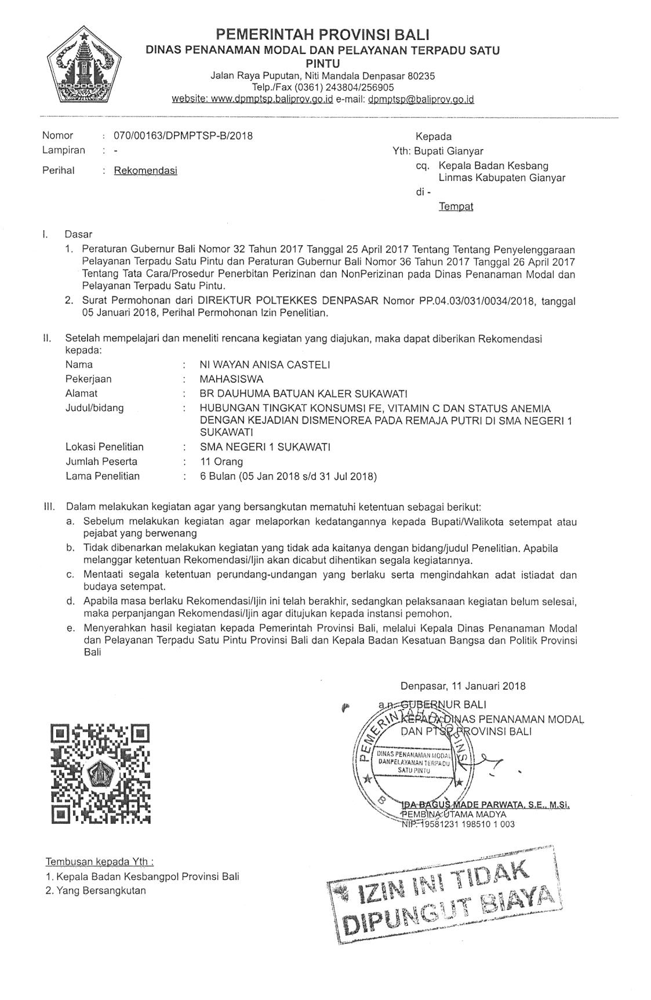 PEMERINTAH PROVINSI BALI
DINAS PENANAMAN MODAL DAN PELAYANAN TERPADU SATU
PINTU
Jalan Raya Puputan, Niti Mandala Denpasar 80235
Telp./Fax (0361) 243804/256905
website: www.dpmptsp.baliprov.go.id e-mail: dpmptsp@baliprov.go.id
Nomor : 070/00163/DPMPTSP-B/2018
Lampiran : -
Perihal : Rekomendasi
Kepada
Yth: Bupati Gianyar
cq. Kepala Badan Kesbang
Linmas Kabupaten Gianyar
di -
Tempat
I. Dasar
1. Peraturan Gubernur Bali Nomor 32 Tahun 2017 Tanggal 25 April 2017 Tentang Tentang Penyelenggaraan
Pelayanan Terpadu Satu Pintu dan Peraturan Gubernur Bali Nomor 36 Tahun 2017 Tanggal 26 April 2017
Tentang Tata Cara/Prosedur Penerbitan Perizinan dan NonPerizinan pada Dinas Penanaman Modal dan
Pelayanan Terpadu Satu Pintu.
2. Surat Permohonan dari DIREKTUR POLTEKKES DENPASAR Nomor PP.04.03/031/0034/2018, tanggal
05 Januari 2018, Perihal Permohonan Izin Penelitian.
II. Setelah mempelajari dan meneliti rencana kegiatan yang diajukan, maka dapat diberikan Rekomendasi
kepada:
Nama : NI WAYAN ANISA CASTELI
Pekerjaan : MAHASISWA
Alamat : BR DAUHUMA BATUAN KALER SUKAWATI
Judul/bidang : HUBUNGAN TINGKAT KONSUMSI FE, VITAMIN C DAN STATUS ANEMIA
DENGAN KEJADIAN DISMENOREA PADA REMAJA PUTRI DI SMA NEGERI 1
SUKAWATI
Lokasi Penelitian : SMA NEGERI 1 SUKAWATI
Jumlah Peserta : 11 Orang
Lama Penelitian : 6 Bulan (05 Jan 2018 s/d 31 Jul 2018)
III. Dalam melakukan kegiatan agar yang bersangkutan mematuhi ketentuan sebagai berikut:
a. Sebelum melakukan kegiatan agar melaporkan kedatangannya kepada Bupati/Walikota setempat atau
pejabat yang berwenang
b. Tidak dibenarkan melakukan kegiatan yang tidak ada kaitanya dengan bidang/judul Penelitian. Apabila
melanggar ketentuan Rekomendasi/Ijin akan dicabut dihentikan segala kegiatannya.
c. Mentaati segala ketentuan perundang-undangan yang berlaku serta mengindahkan adat istiadat dan
budaya setempat.
d. Apabila masa berlaku Rekomendasi/Ijin ini telah berakhir, sedangkan pelaksanaan kegiatan belum selesai,
maka perpanjangan Rekomendasi/Ijin agar ditujukan kepada instansi pemohon.
e. Menyerahkan hasil kegiatan kepada Pemerintah Provinsi Bali, melalui Kepala Dinas Penanaman Modal
dan Pelayanan Terpadu Satu Pintu Provinsi Bali dan Kepala Badan Kesatuan Bangsa dan Politik Provinsi
Bali
Denpasar, 11 Januari 2018
a.n. GUBERNUR BALI
KEPALA DINAS PENANAMAN MODAL
DAN PTSP PROVINSI BALI
PEMERINTAH PROPINSI
DINAS PENANAMAN MODAL
DANPELAYANAN TERPADU
SATU PINTU
B
IDA BAGUS MADE PARWATA, S.E., M.Si.
PEMBINA UTAMA MADYA
NIP. 19581231 198510 1 003
Tembusan kepada Yth :
1. Kepala Badan Kesbangpol Provinsi Bali
2. Yang Bersangkutan
IZIN INI TIDAK
DIPUNGUT BIAYA